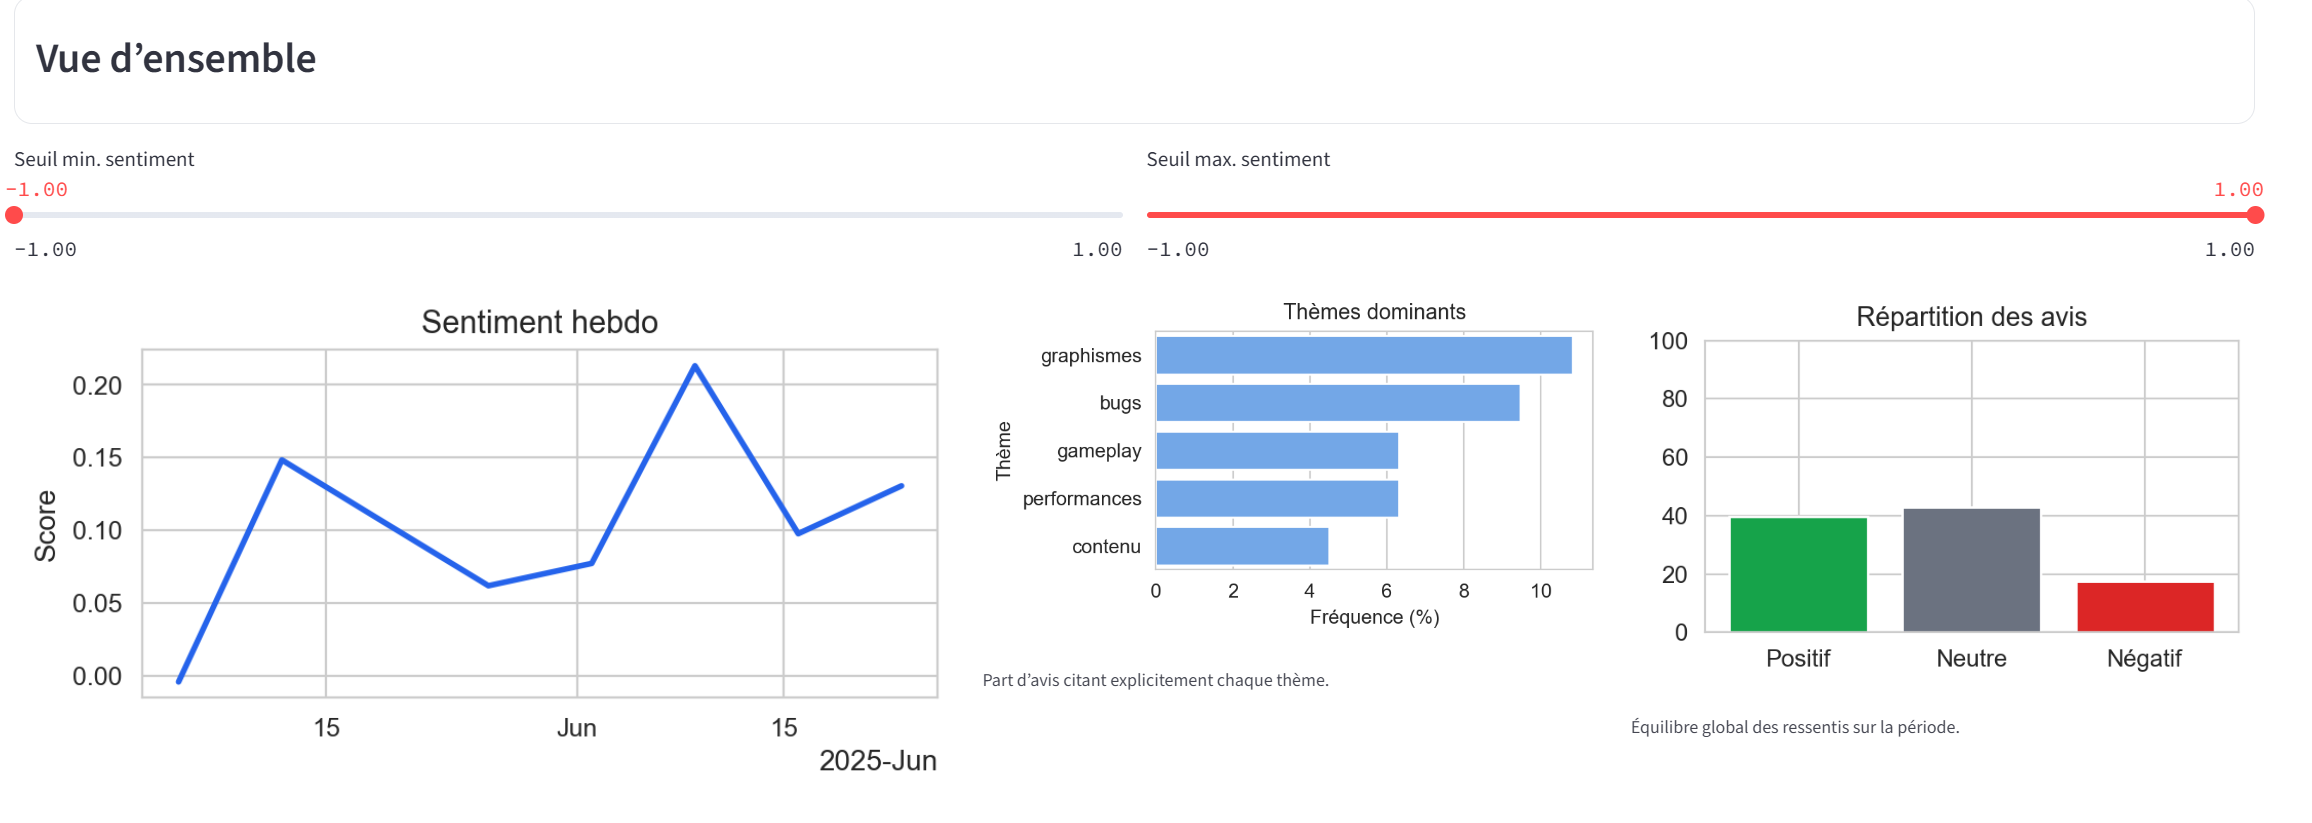 Vue d’ensemble
Seuil min. sentiment
-1.00
-1.00
1.00
Seuil max. sentiment
1.00
-1.00
1.00
Sentiment hebdo
Score
0.20
0.15
0.10
0.05
0.00
15
Jun
15
2025-Jun
Thèmes dominants
Thème
graphismes
bugs
gameplay
performances
contenu
0
2
4
6
8
10
Fréquence (%)
Part d’avis citant explicitement chaque thème.
Répartition des avis
100
80
60
40
20
0
Positif
Neutre
Négatif
Équilibre global des ressentis sur la période.